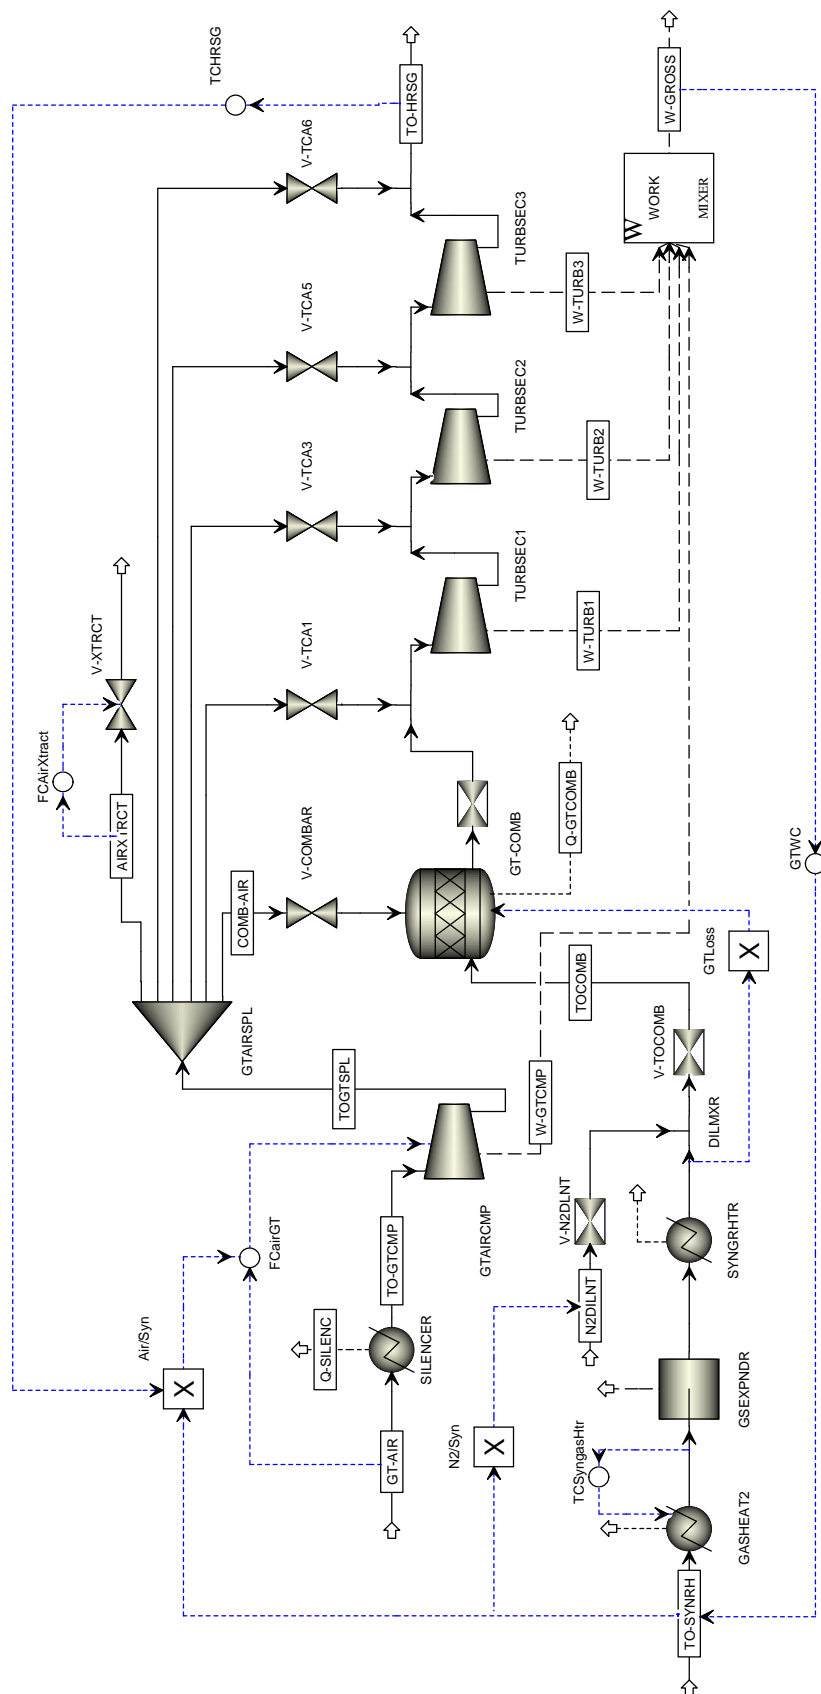 TCHRSG
TO-HRSG
W-GROSS
V-TCA6
W
WORK
MIXER
TURBSEC3
W-TURB3
V-TCA5
TURBSEC2
W-TURB2
V-TCA3
TURBSEC1
W-TURB1
V-XTRCT
FCAirXtract
V-TCA1
Q-GTCOMB
GT-COMB
V-COMBAR
COMB-AIR
GTWC
GTLoss
X
TOCOMB
GTAIRSPL
TOGTSPL
V-TOCOMB
W-GTCMP
DILMXR
GTAIRCMP
TO-GTCMP
FCairGT
V-N2DLNT
N2DILNT
SYNGRHTR
Air/Syn
X
Q-SILENC
SILENCER
GSEXPNDR
GT-AIR
N2/Syn
X
TCSyngasHtr
GASHEAT2
TO-SYNRH